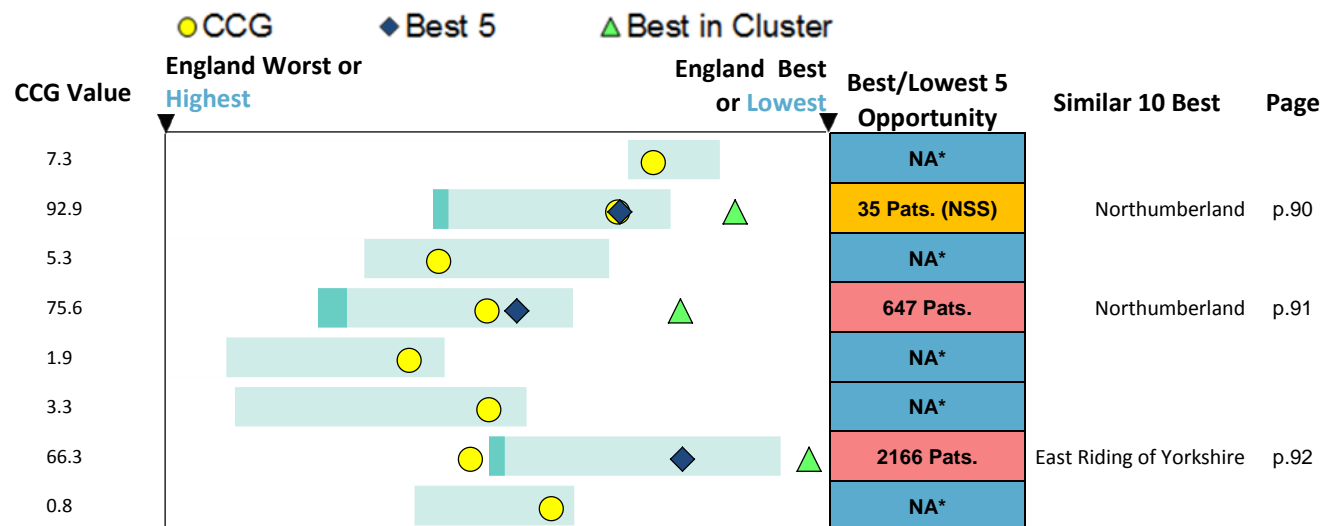 CCG Best 5 Best in Cluster
CCG Value England Worst or Highest England Best or Lowest Best/Lowest 5 Opportunity Similar 10 Best Page
7.3 NA*
92.9 35 Pats. (NSS) Northumberland p.90
5.3 NA*
75.6 647 Pats. Northumberland p.91
1.9 NA*
3.3 NA*
66.3 2166 Pats. East Riding of Yorkshire p.92
0.8 NA*